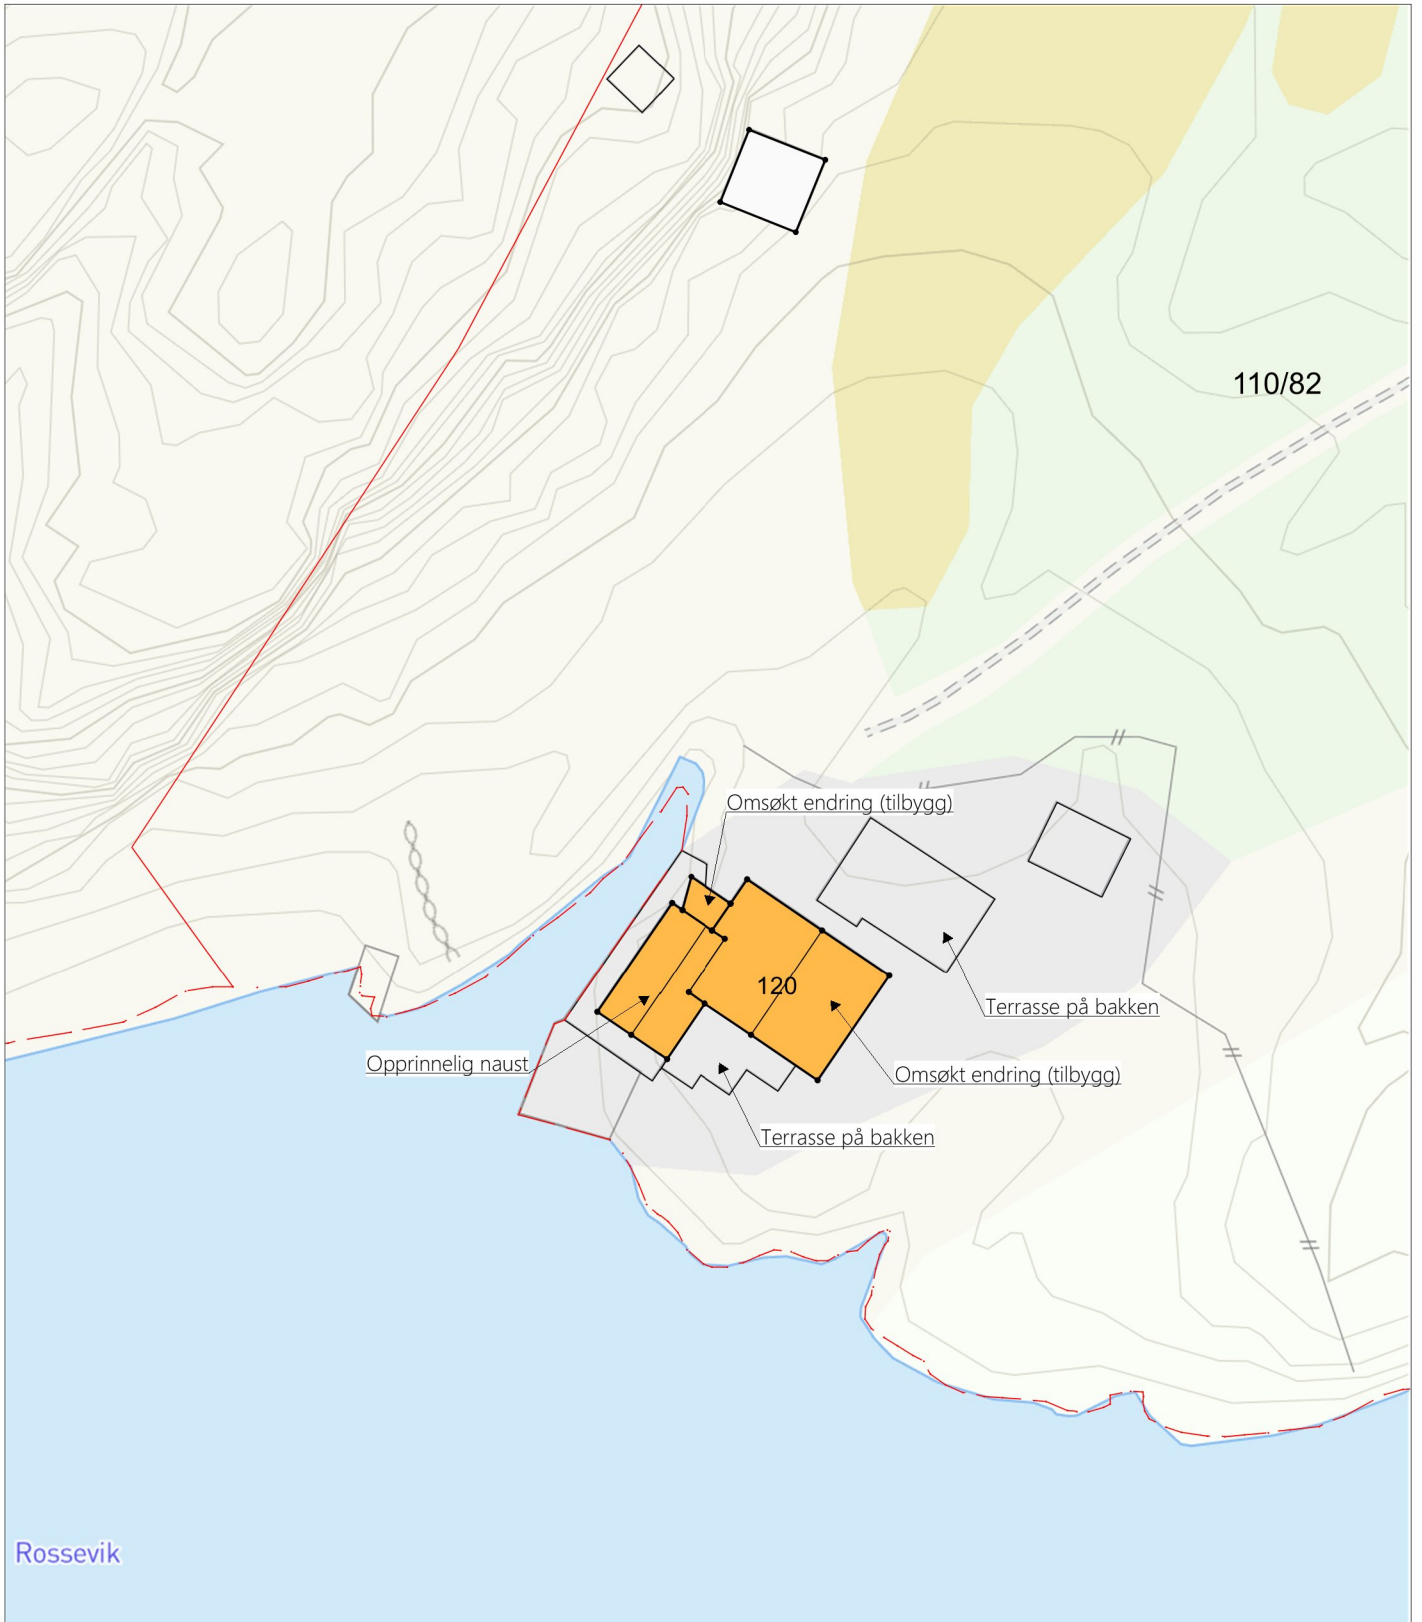 110/82
Omsøkt endring (tilbygg)
120
Terrasse på bakken
Opprinnelig naust
Omsøkt endring (tilbygg)
Terrasse på bakken
Rossevik